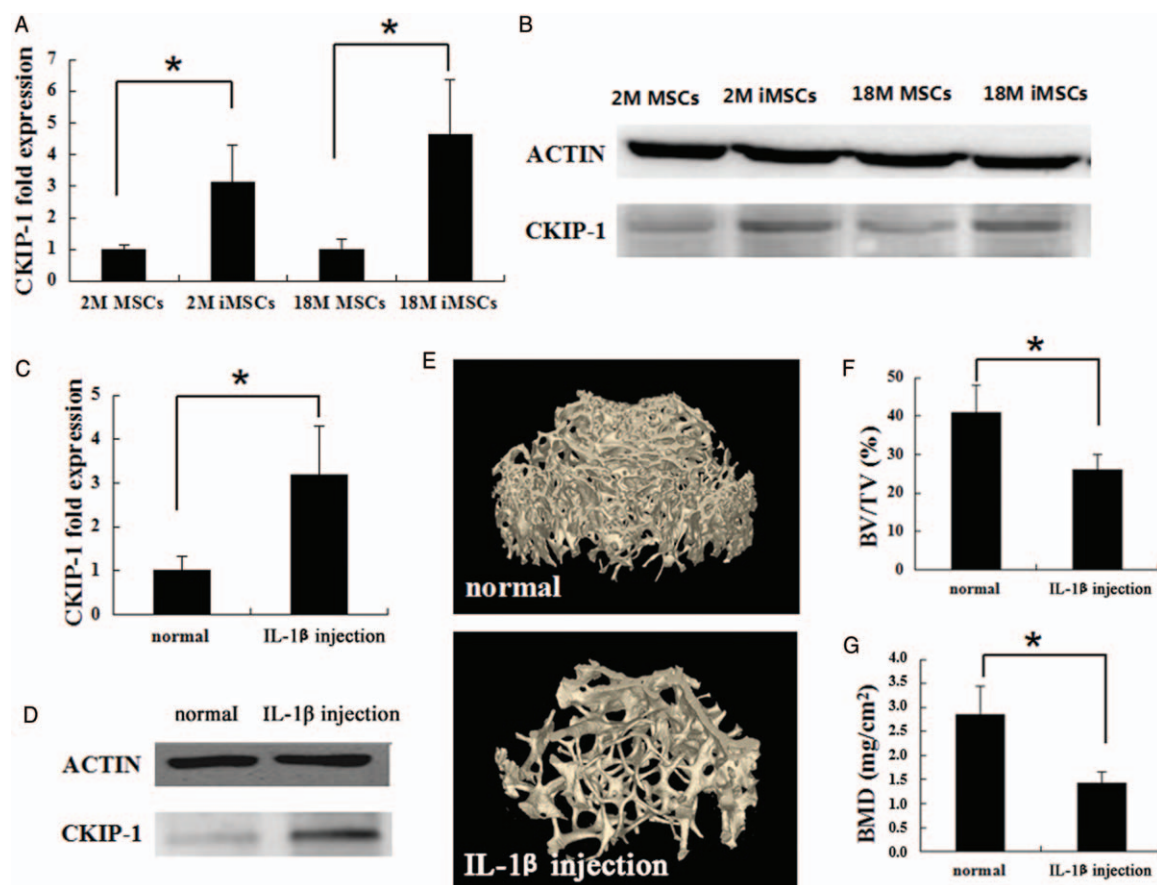 A
*
*
CKIP-1 fold expression
7
6
5
4
3
2
1
0
2M MSCs 2M iMSCs 18M MSCs 18M iMSCs
B
2M MSCs 2M iMSCs 18M MSCs 18M iMSCs
ACTIN
CKIP-1
C
*
CKIP-1 fold expression
5
4
3
2
1
0
normal IL-1β injection
D
normal IL-1β injection
ACTIN
CKIP-1
E
normal
IL-1β injection
F
*
BV/TV (%)
50
40
30
20
10
0
normal IL-1β injection
G
*
BMD (mg/cm²)
4.0
3.5
3.0
2.5
2.0
1.5
1.0
0.5
0.0
normal IL-1β injection